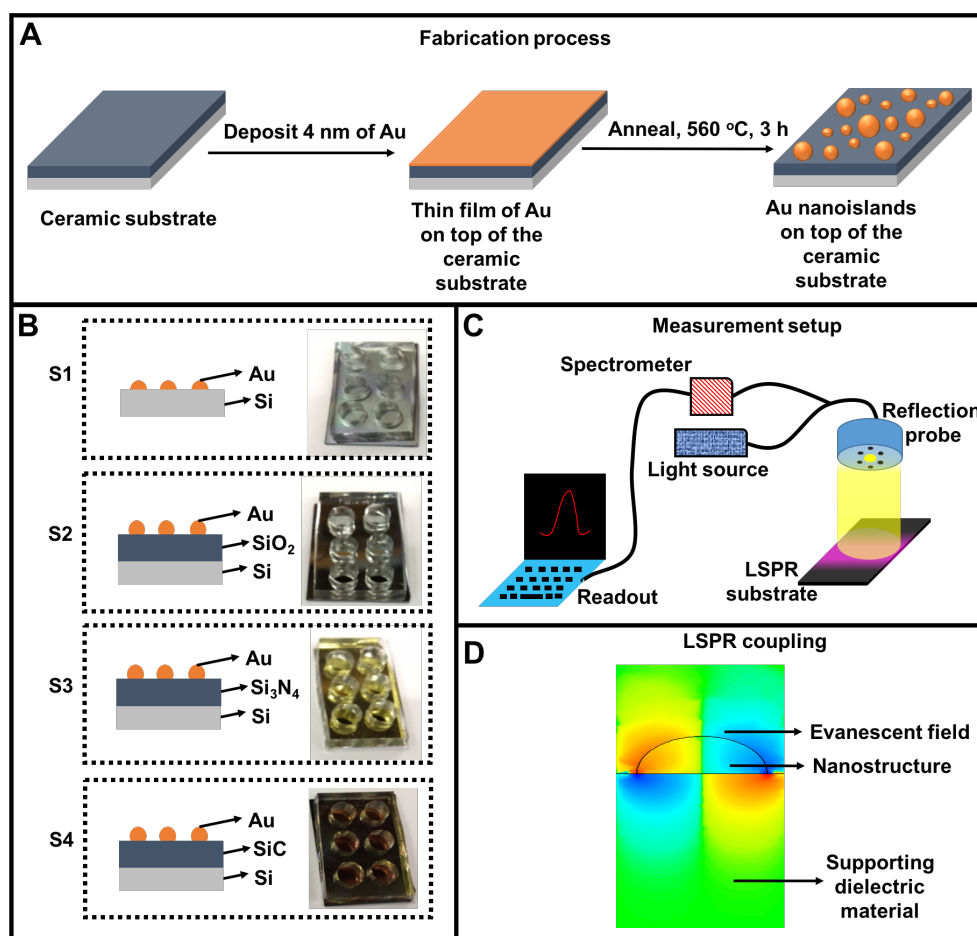 A
Fabrication process
Deposit 4 nm of Au
Anneal, 560 °C, 3 h
Ceramic substrate
Thin film of Au
on top of the
ceramic
substrate
Au nanoislands
on top of the
ceramic
substrate
B
S1
Au
Si
S2
Au
SiO₂
Si
S3
Au
Si₃N₄
Si
S4
Au
SiC
Si
C
Measurement setup
Spectrometer
Reflection
probe
Light source
LSPR
substrate
Readout
D
LSPR coupling
Evanescent field
Nanostructure
Supporting
dielectric
material